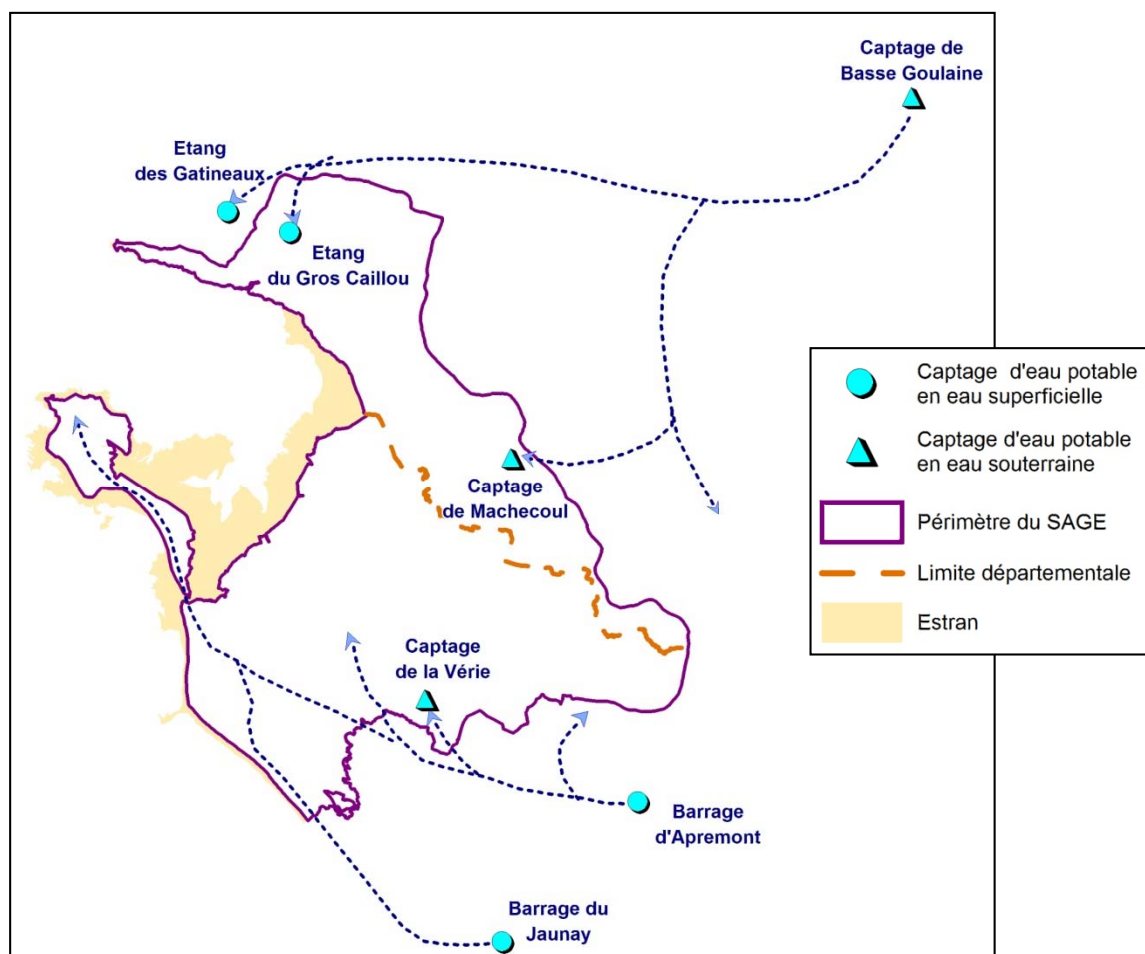 Captage de
Basse Goulaine
Etang
des Gatineaux
Etang
du Gros Caillou
Captage
de Machecoul
Captage
de la Vérie
Barrage
d'Apremont
Barrage du
Jaunay
Captage d'eau potable
en eau superficielle
Captage d'eau potable
en eau souterraine
Périmètre du SAGE
Limite départementale
Estran